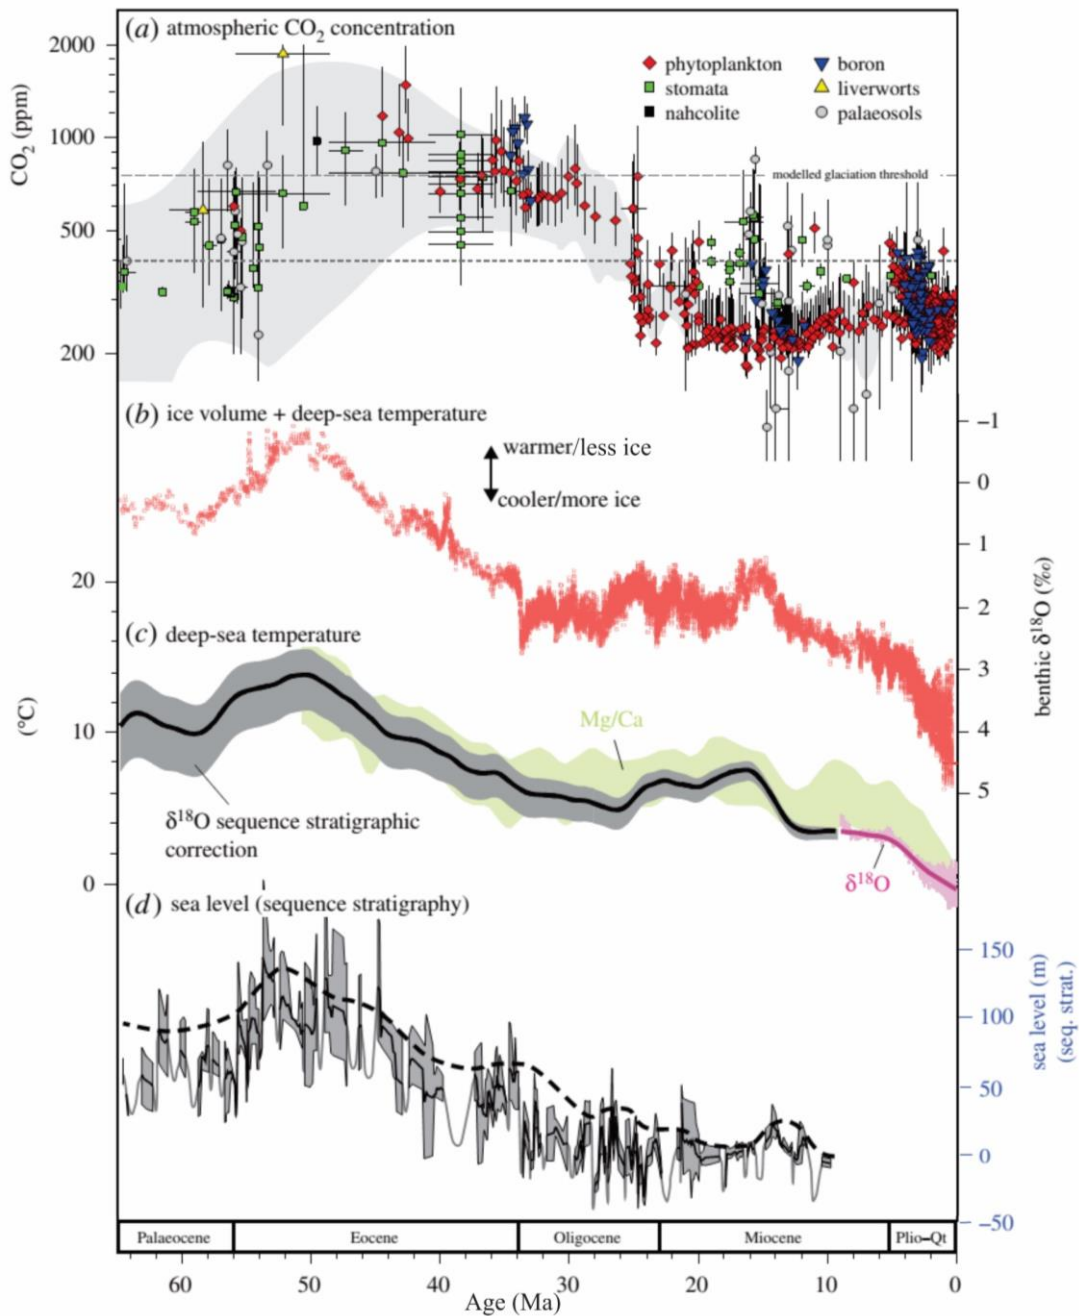 (a) atmospheric CO2 concentration
2000
1000
500
200
CO2 (ppm)
phytoplankton
stomata
nahcolite
boron
liverworts
palaeosols
modelled glaciation threshold
(b) ice volume + deep-sea temperature
warmer/less ice
cooler/more ice
−1
0
1
2
3
4
5
benthic δ18O (‰)
(c) deep-sea temperature
20
10
0
(°C)
Mg/Ca
δ18O sequence stratigraphic
correction
δ18O
(d) sea level (sequence stratigraphy)
150
100
50
0
−50
sea level (m)
(seq. strat.)
Palaeocene
Eocene
Oligocene
Miocene
Plio–Qt
60
50
40
30
20
10
0
Age (Ma)